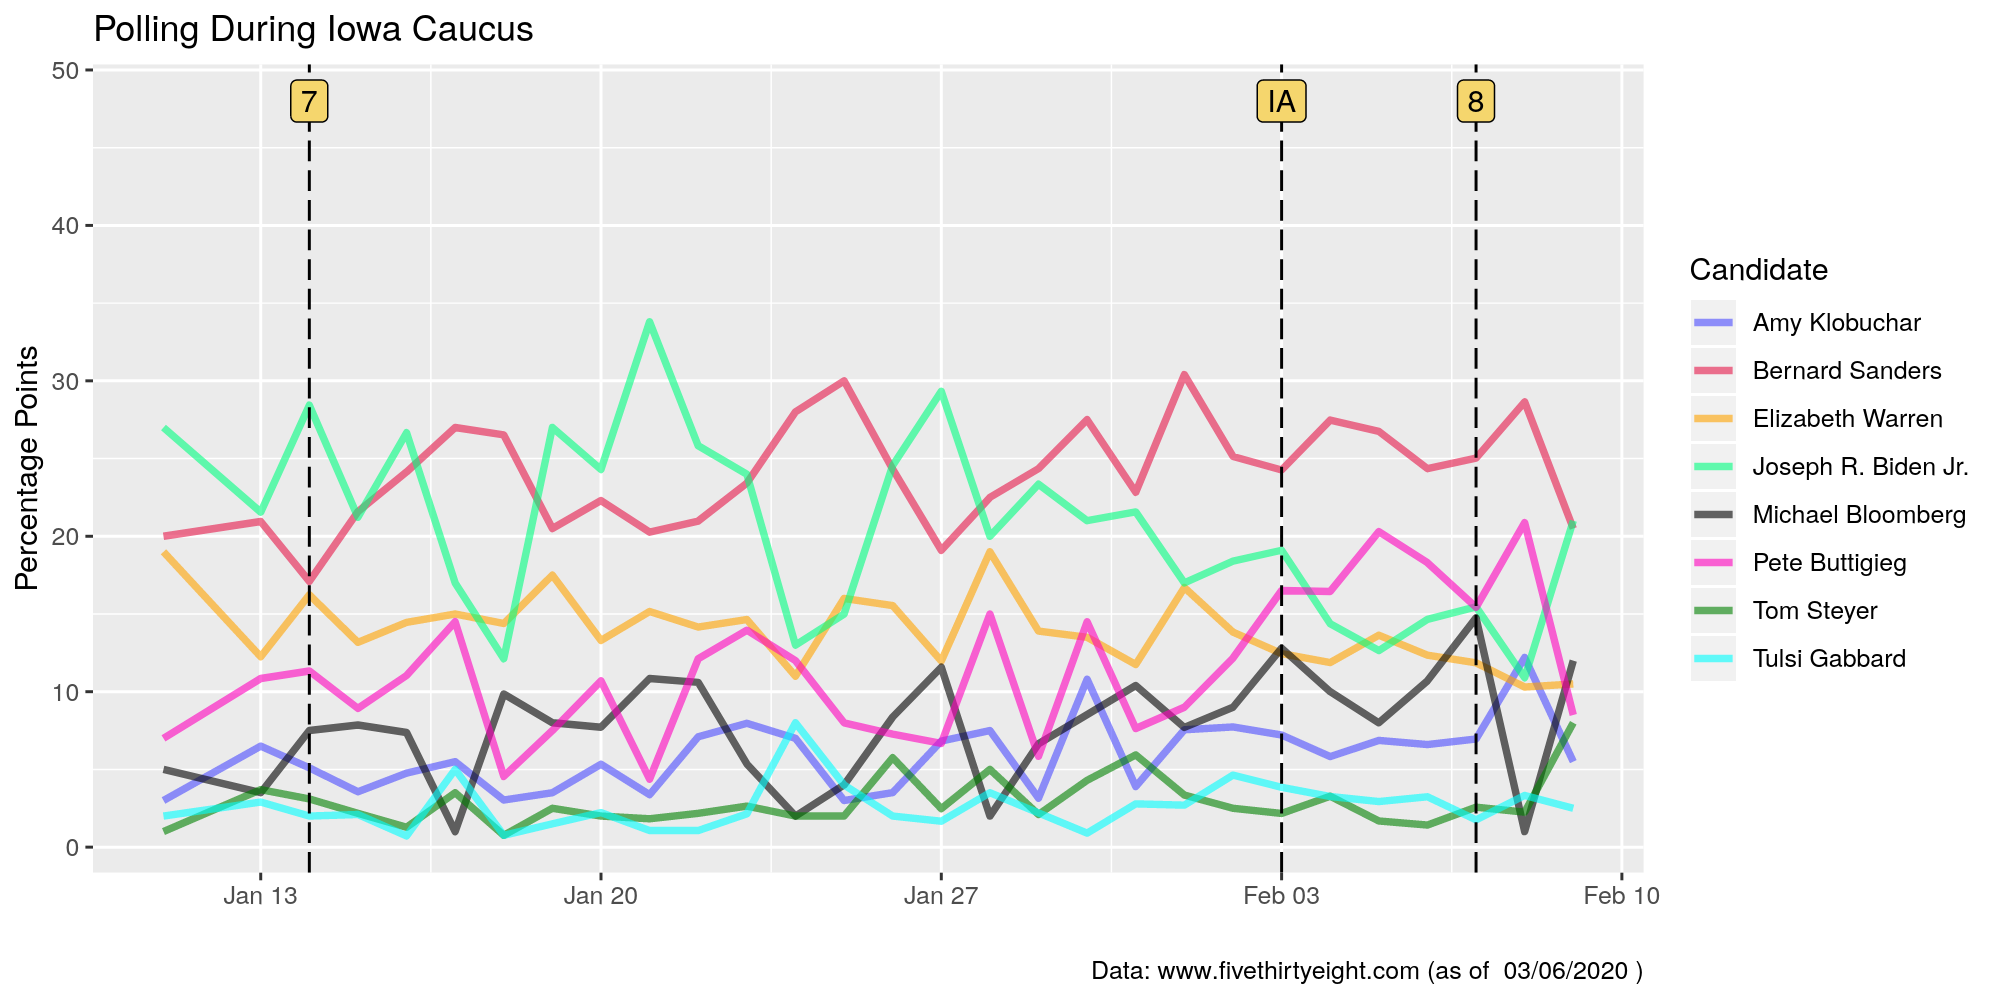 Polling During Iowa Caucus
Percentage Points
50
40
30
20
10
0
7
IA
8
Jan 13
Jan 20
Jan 27
Feb 03
Feb 10
Candidate
Amy Klobuchar
Bernard Sanders
Elizabeth Warren
Joseph R. Biden Jr.
Michael Bloomberg
Pete Buttigieg
Tom Steyer
Tulsi Gabbard
Data: www.fivethirtyeight.com (as of  03/06/2020 )